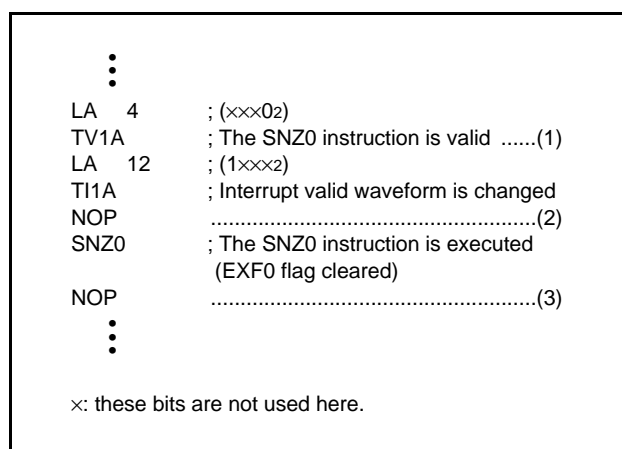 LA 4 ; (×××0₂)
TV1A ; The SNZ0 instruction is valid ......(1)
LA 12 ; (1×××₂)
TI1A ; Interrupt valid waveform is changed
NOP ......................................................(2)
SNZ0 ; The SNZ0 instruction is executed
(EXF0 flag cleared)
NOP ......................................................(3)
×: these bits are not used here.